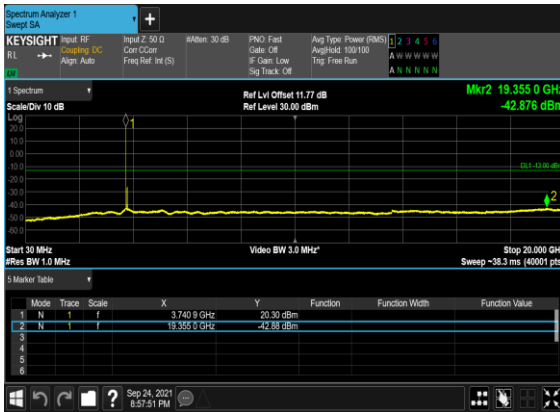 Spectrum Analyzer 1
Swept SA
+
KEYSIGHT Input: RF Input Z: 50 Ω #Atten: 30 dB PNO: Fast Avg Type: Power (RMS) 1 2 3 4 5 6
RL Coupling: DC Corr CCorr Gate: Off Avg|Hold: 100/100 A W W W W W
Align: Auto Freq Ref: Int (S) IF Gain: Low Trig: Free Run A N N N N N
Sig Track: Off
1 Spectrum Ref Lvl Offset 11.77 dB Mkr2 19.355 0 GHz
Scale/Div 10 dB Ref Level 30.00 dBm -42.876 dBm
Log
20.0
10.0
0.00
-10.0
-20.0
-30.0
-40.0
-50.0
-60.0
1
DL1 -13.00 dBm
2
Start 30 MHz Video BW 3.0 MHz* Stop 20.000 GHz
#Res BW 1.0 MHz Sweep ~38.3 ms (40001 pts)
5 Marker Table
Mode Trace Scale X Y Function Function Width Function Value
1 N 1 f 3.740 9 GHz 20.30 dBm
2 N 1 f 19.355 0 GHz -42.88 dBm
3
4
5
6
? Sep 24, 2021
8:57:51 PM